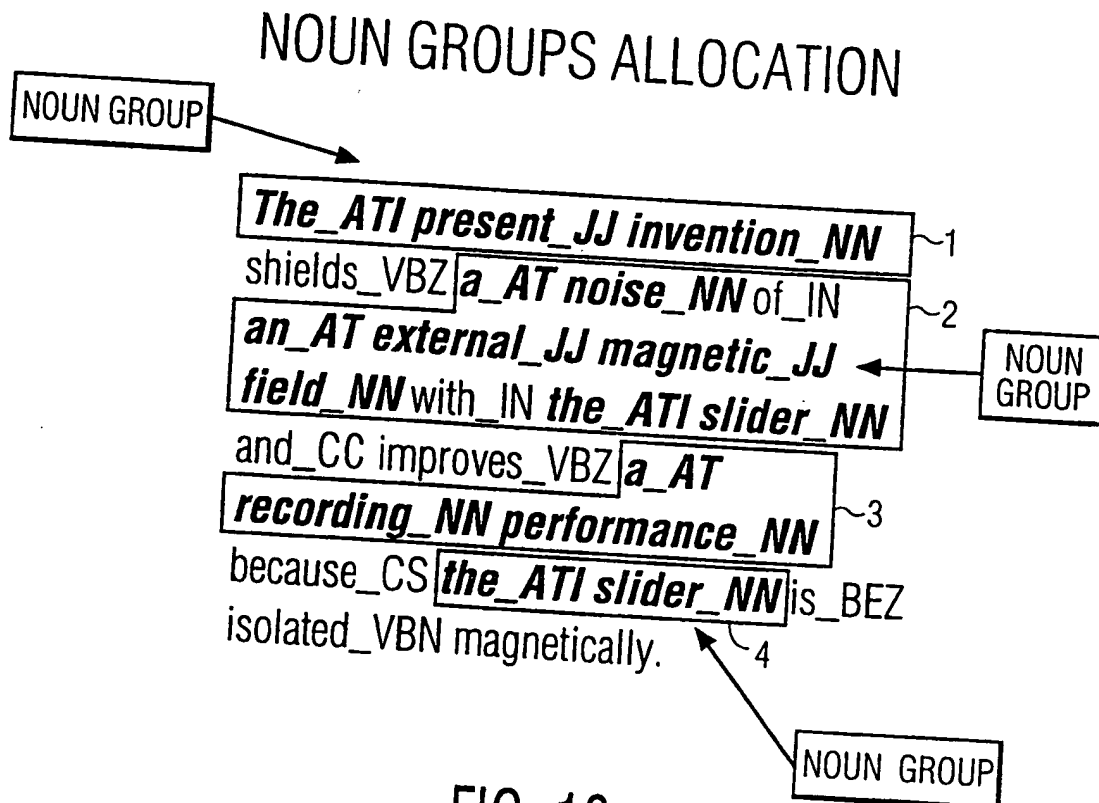 NOUN GROUPS ALLOCATION
NOUN GROUP
The_ATI present_JJ invention_NN
~1
shields_VBZ a_AT noise_NN of_IN
~2
an_AT external_JJ magnetic_JJ
NOUN
GROUP
field_NN with_IN the_ATI slider_NN
and_CC improves_VBZ a_AT
~3
recording_NN performance_NN
because_CS the_ATI slider_NN is_BEZ
4
isolated_VBN magnetically.
NOUN GROUP